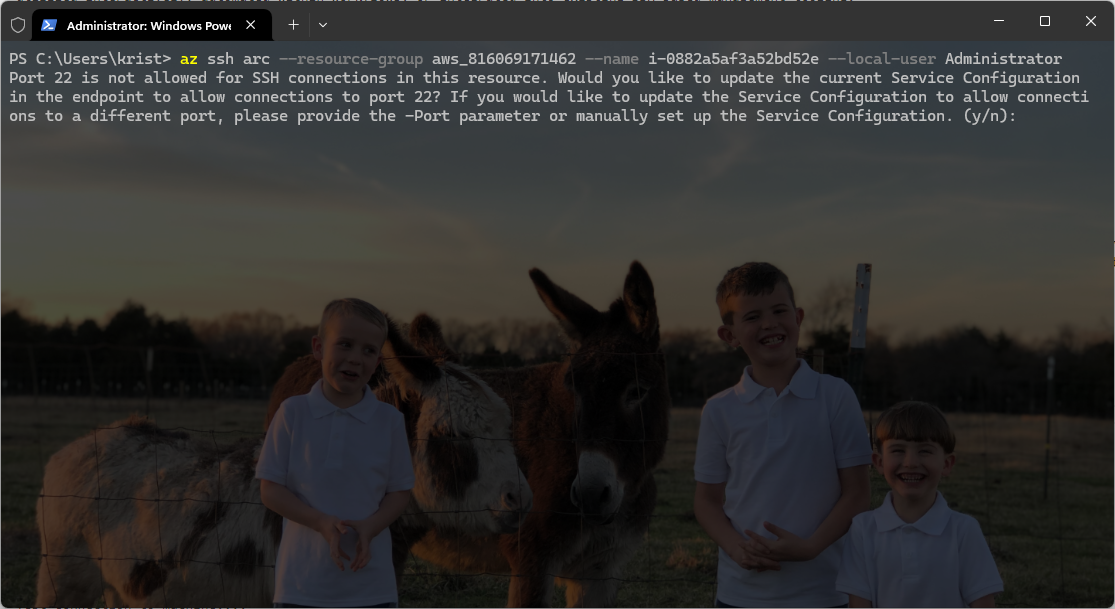 Administrator: Windows Powe
PS C:\Users\krist> az ssh arc --resource-group aws_816069171462 --name i-0882a5af3a52bd52e --local-user Administrator
Port 22 is not allowed for SSH connections in this resource. Would you like to update the current Service Configuration
in the endpoint to allow connections to port 22? If you would like to update the Service Configuration to allow connecti
ons to a different port, please provide the -Port parameter or manually set up the Service Configuration. (y/n):